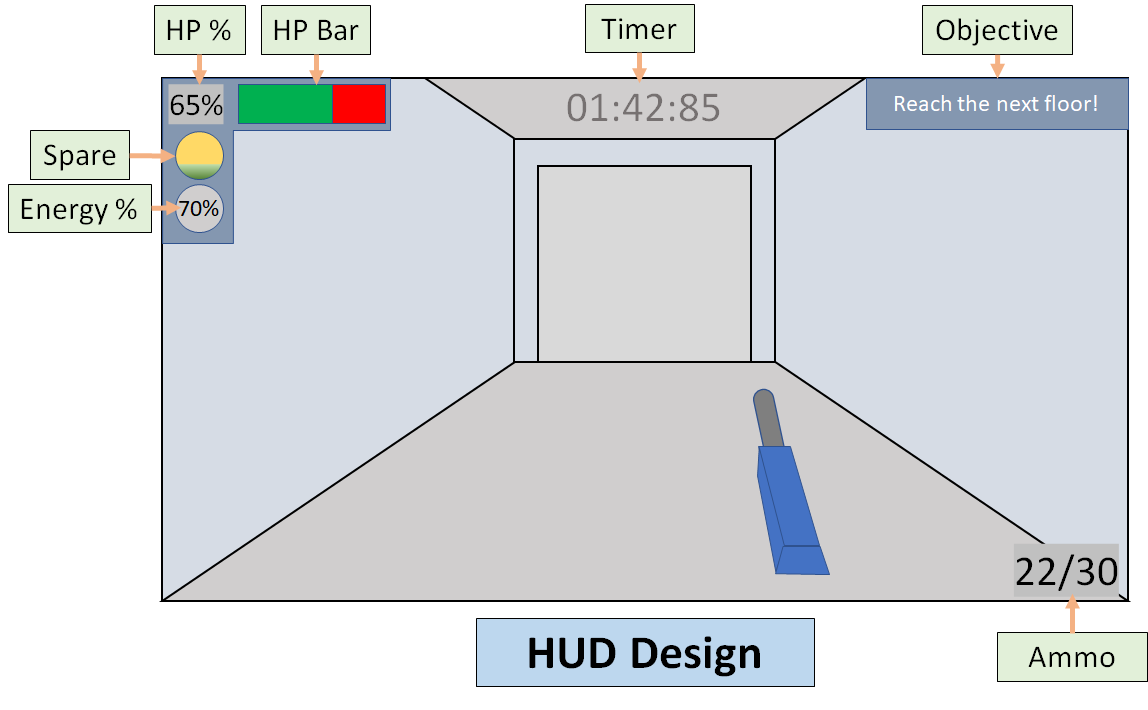 HP %
HP Bar
Timer
Objective
65%
01:42:85
Reach the next floor!
Spare
Energy %
70%
22/30
HUD Design
Ammo